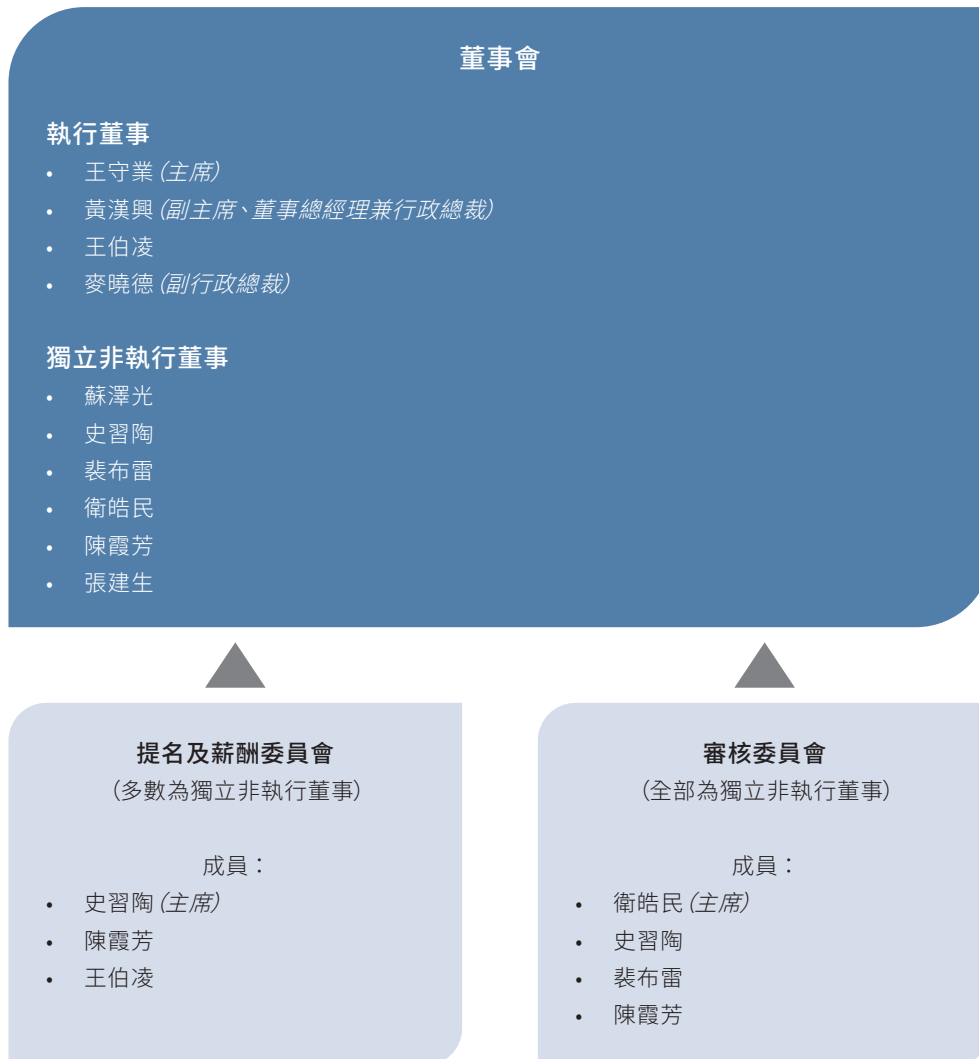 董事會
執行董事
• 王守業(主席)
• 黃漢興(副主席、董事總經理兼行政總裁)
• 王伯凌
• 麥曉德(副行政總裁)
獨立非執行董事
• 蘇澤光
• 史習陶
• 裴布雷
• 衛皓民
• 陳霞芳
• 張建生
提名及薪酬委員會
(多數為獨立非執行董事)
成員：
• 史習陶(主席)
• 陳霞芳
• 王伯凌
審核委員會
(全部為獨立非執行董事)
成員：
• 衛皓民(主席)
• 史習陶
• 裴布雷
• 陳霞芳